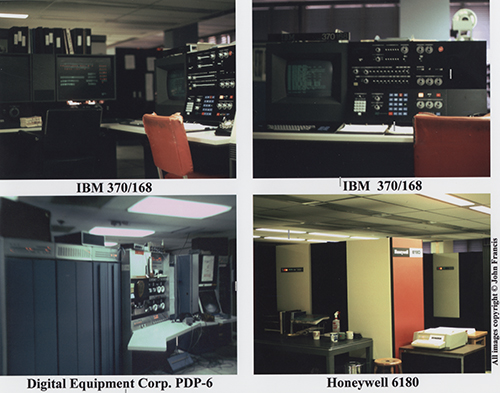 370
IBM 370/168
IBM 370/168
Honeywell
Digital Equipment Corp. PDP-6
Honeywell 6180
All images copyright © John Francis